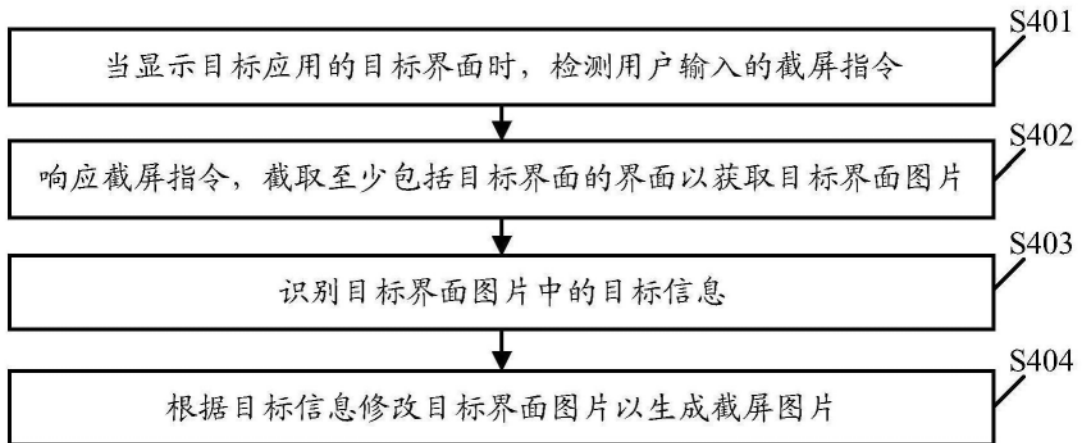 S401
当显示目标应用的目标界面时，检测用户输入的截屏指令
S402
响应截屏指令，截取至少包括目标界面的界面以获取目标界面图片
S403
识别目标界面图片中的目标信息
S404
根据目标信息修改目标界面图片以生成截屏图片